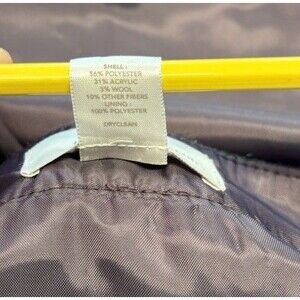 SHELL:
56% POLYESTER
31% ACRYLIC
3% WOOL
10% OTHER FIBERS
LINING:
100% POLYESTER
DRYCLEAN